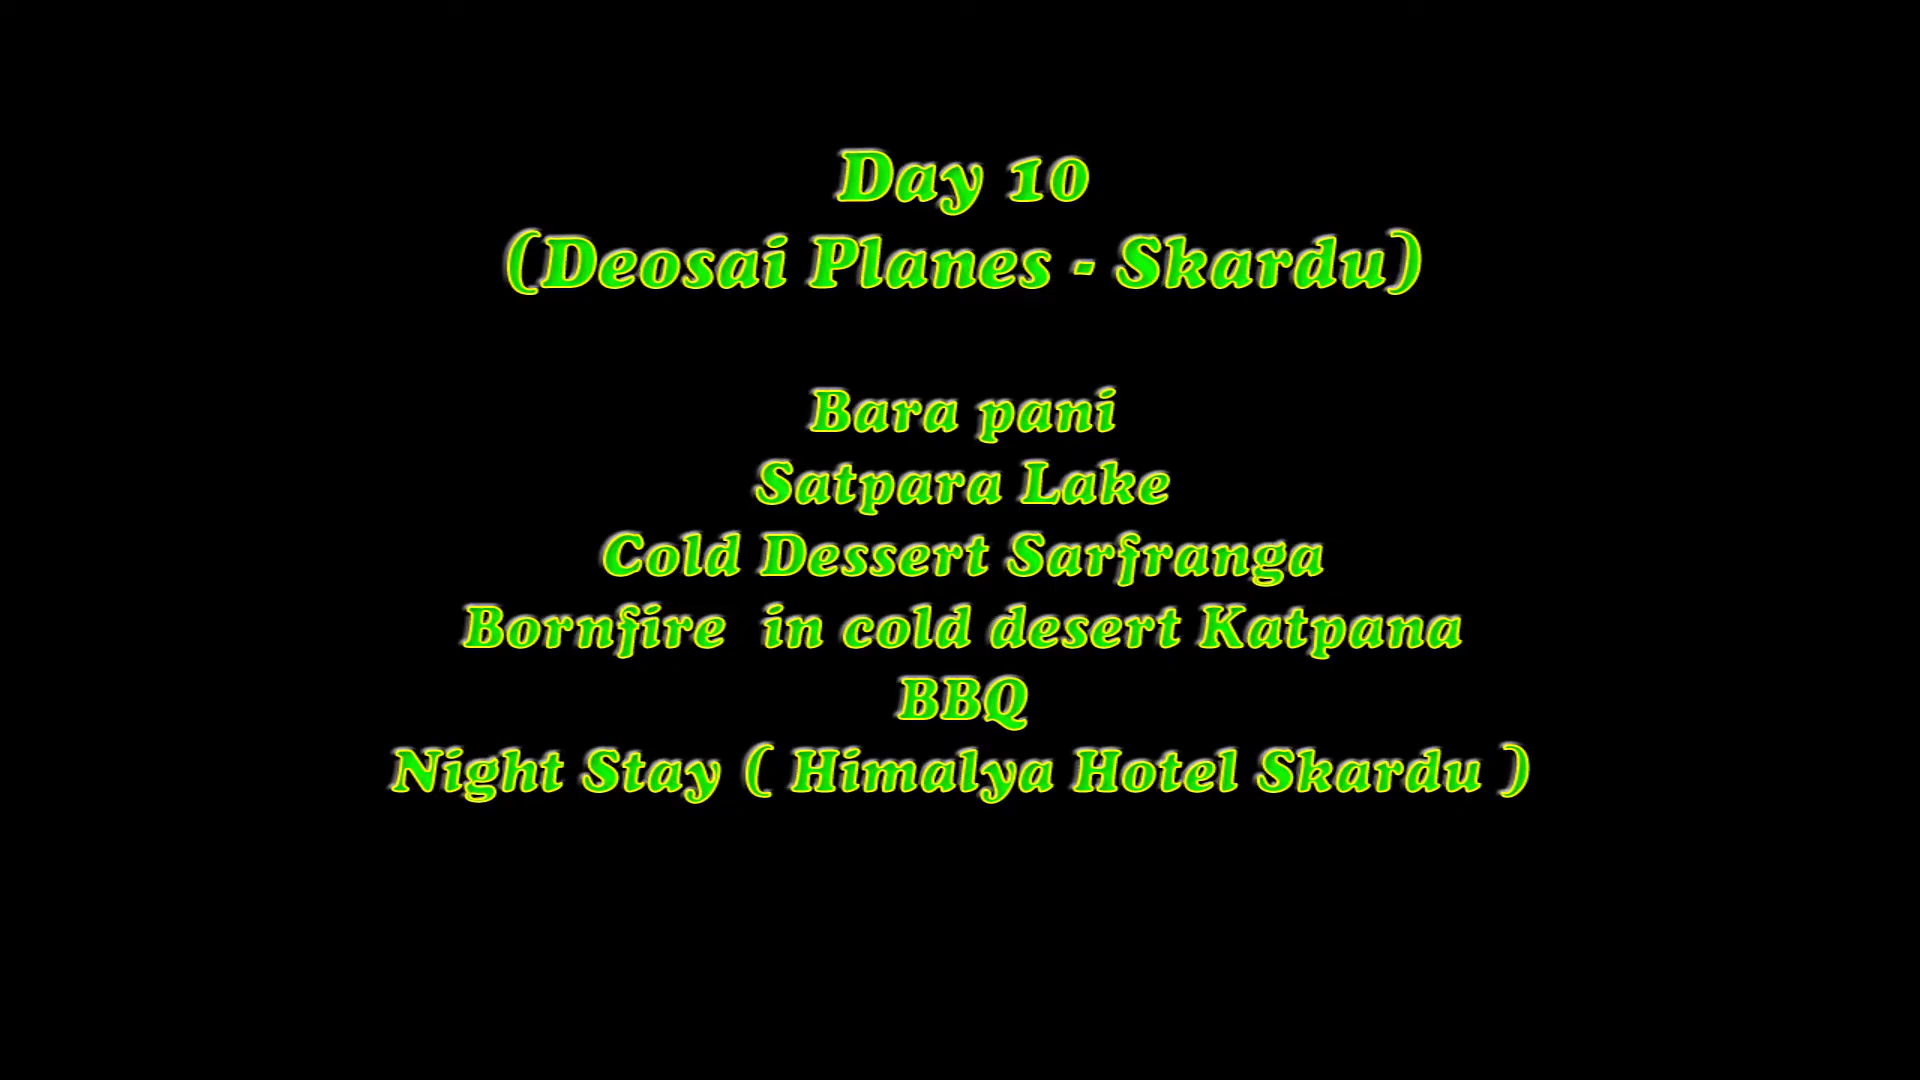 Day 10
(Deosai Planes - Skardu)
Bara pani
Satpara Lake
Cold Dessert Sarfranga
Bornfire  in cold desert Katpana
BBQ
Night Stay ( Himalya Hotel Skardu )